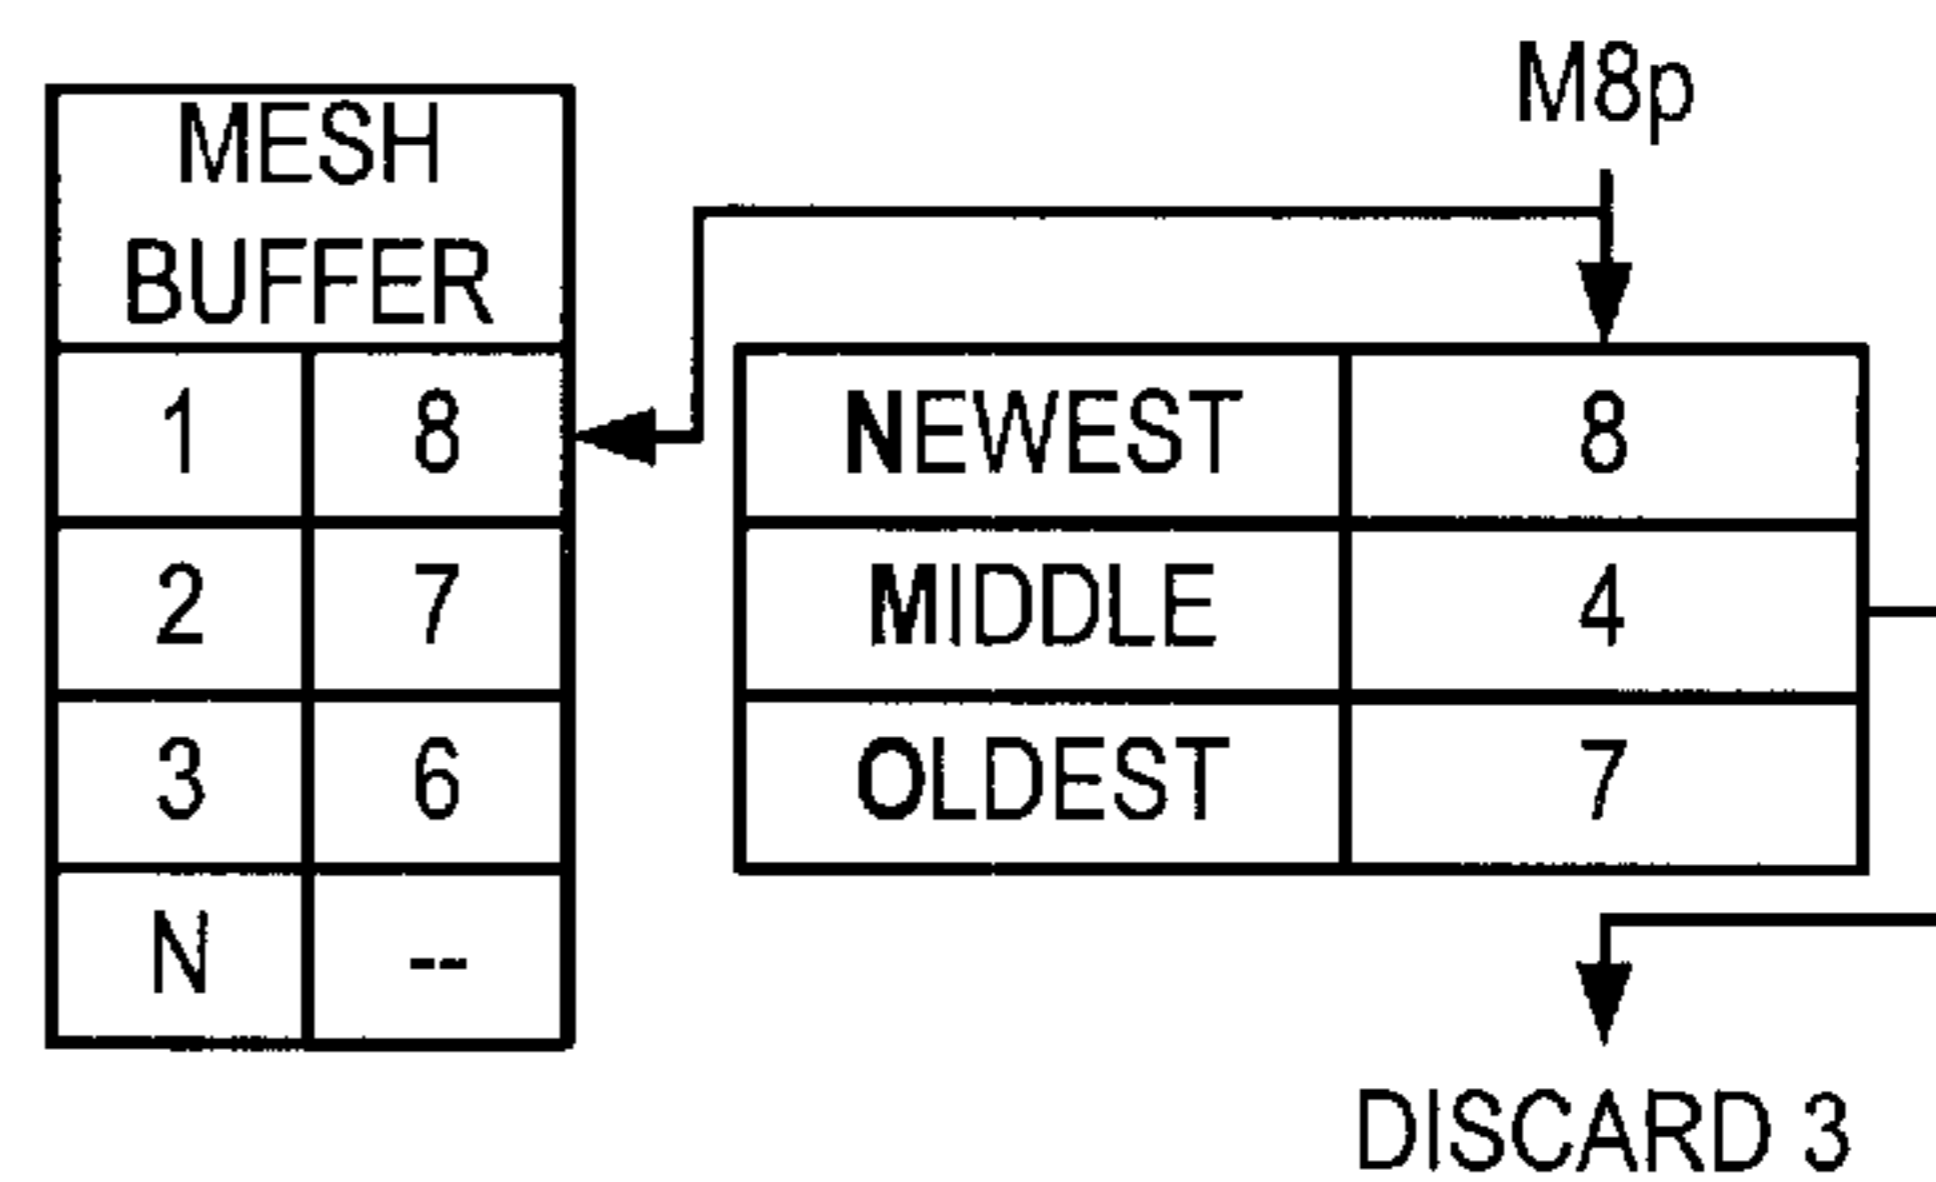 M8p
MESH
BUFFER
1 8
2 7
3 6
N --
NEWEST 8
MIDDLE 4
OLDEST 7
DISCARD 3